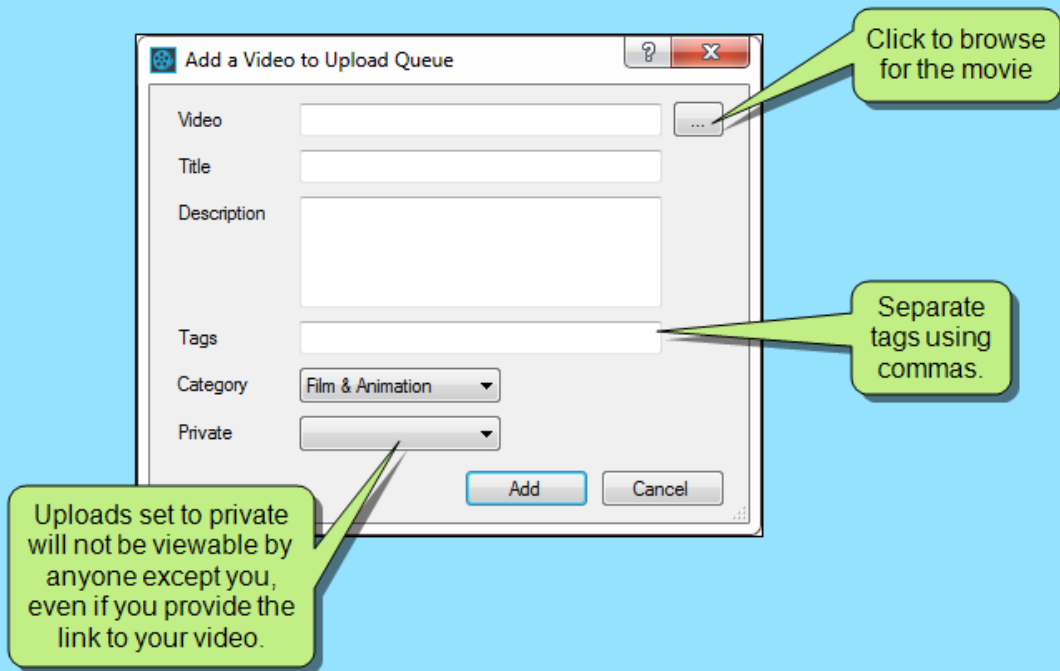 Add a Video to Upload Queue
?
X
Click to browse
for the movie
Video
...
Title
Description
Tags
Separate
tags using
commas.
Category
Film & Animation
Private
Add
Cancel
Uploads set to private
will not be viewable by
anyone except you,
even if you provide the
link to your video.